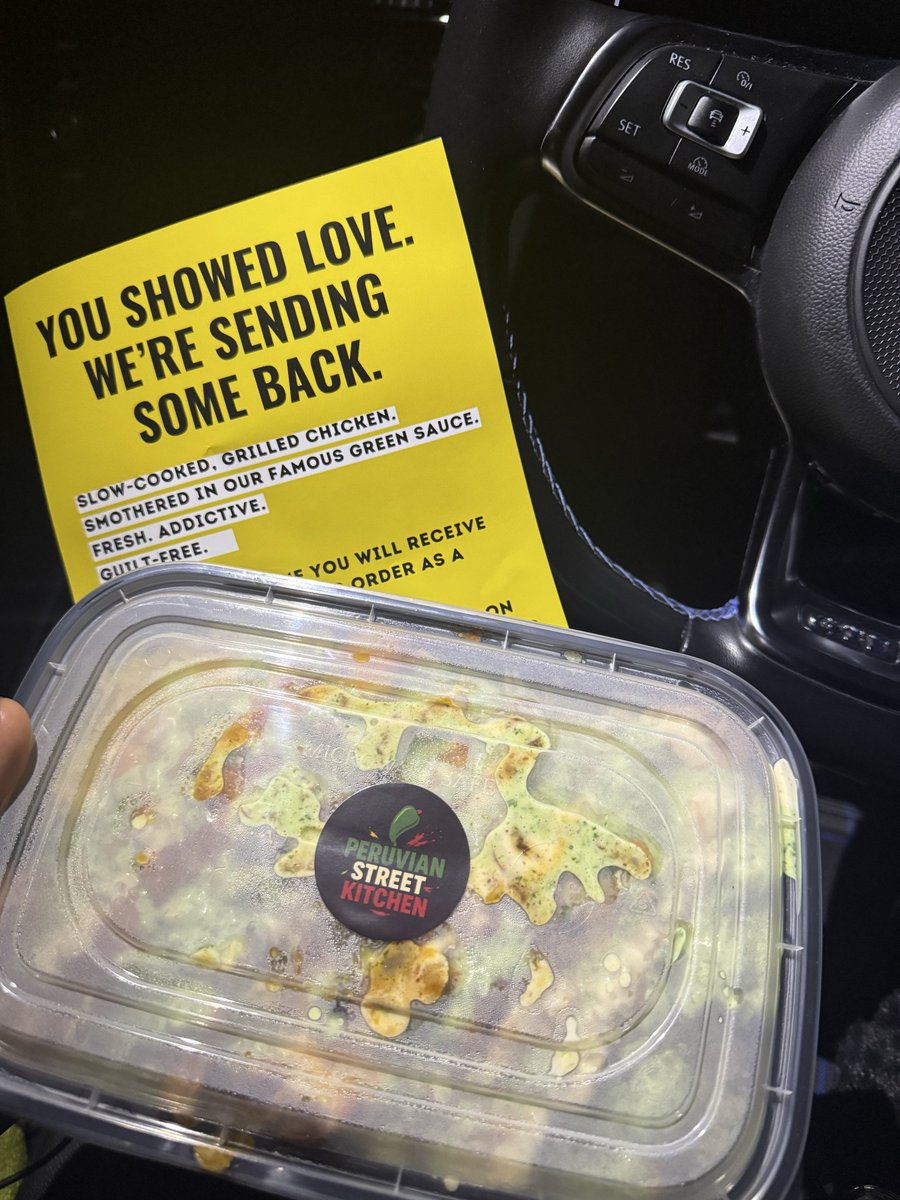 RES
SET
MODE
YOU SHOWED LOVE.
WE'RE SENDING
SOME BACK.
SLOW-COOKED, GRILLED CHICKEN.
SMOTHERED IN OUR FAMOUS GREEN SAUCE.
FRESH. ADDICTIVE.
GUILT-FREE.
YOU WILL RECEIVE
ORDER AS A
ON
PERUVIAN
STREET
KITCHEN